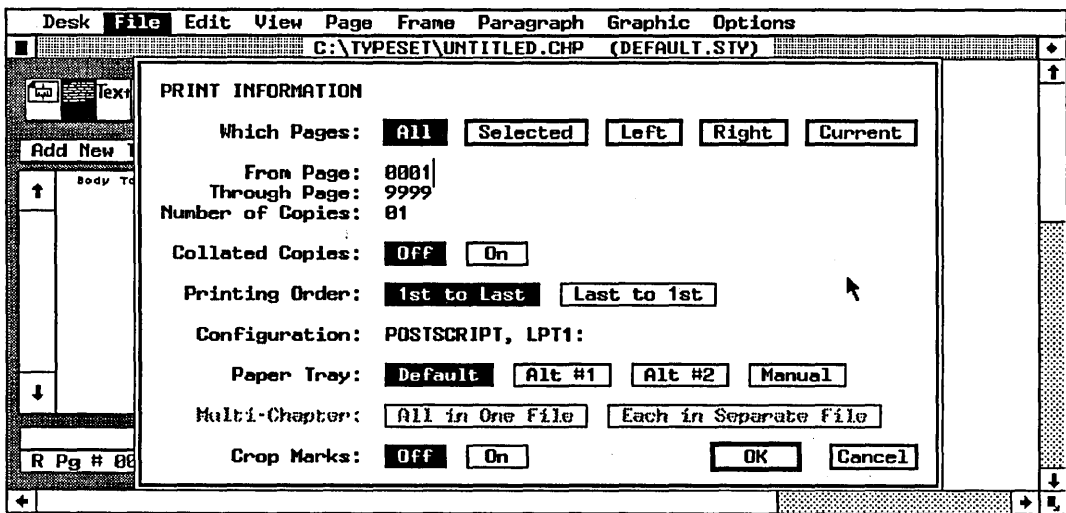 Desk File Edit View Page Frame Paragraph Graphic Options
C:\TYPESET\UNTITLED.CHP (DEFAULT.STY)
Text
Add New
Body
R Pg # 00
PRINT INFORMATION
Which Pages: All Selected Left Right Current
From Page: 0001
Through Page: 9999
Number of Copies: 01
Collated Copies: Off On
Printing Order: 1st to Last Last to 1st
Configuration: POSTSCRIPT, LPT1:
Paper Tray: Default Alt #1 Alt #2 Manual
Multi-Chapter: All in One File Each in Separate File
Crop Marks: Off On
OK Cancel